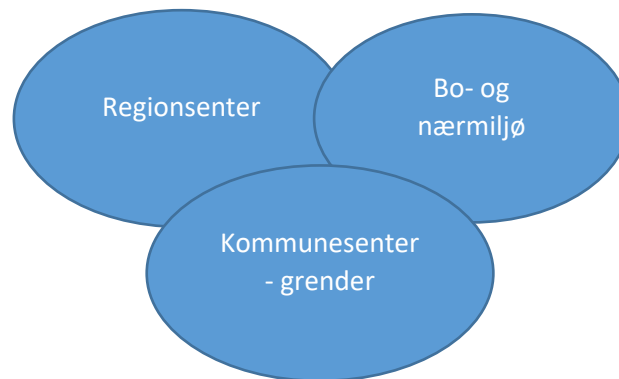 Regionsenter
Bo- og
nærmiljø
Kommunesenter
- grender